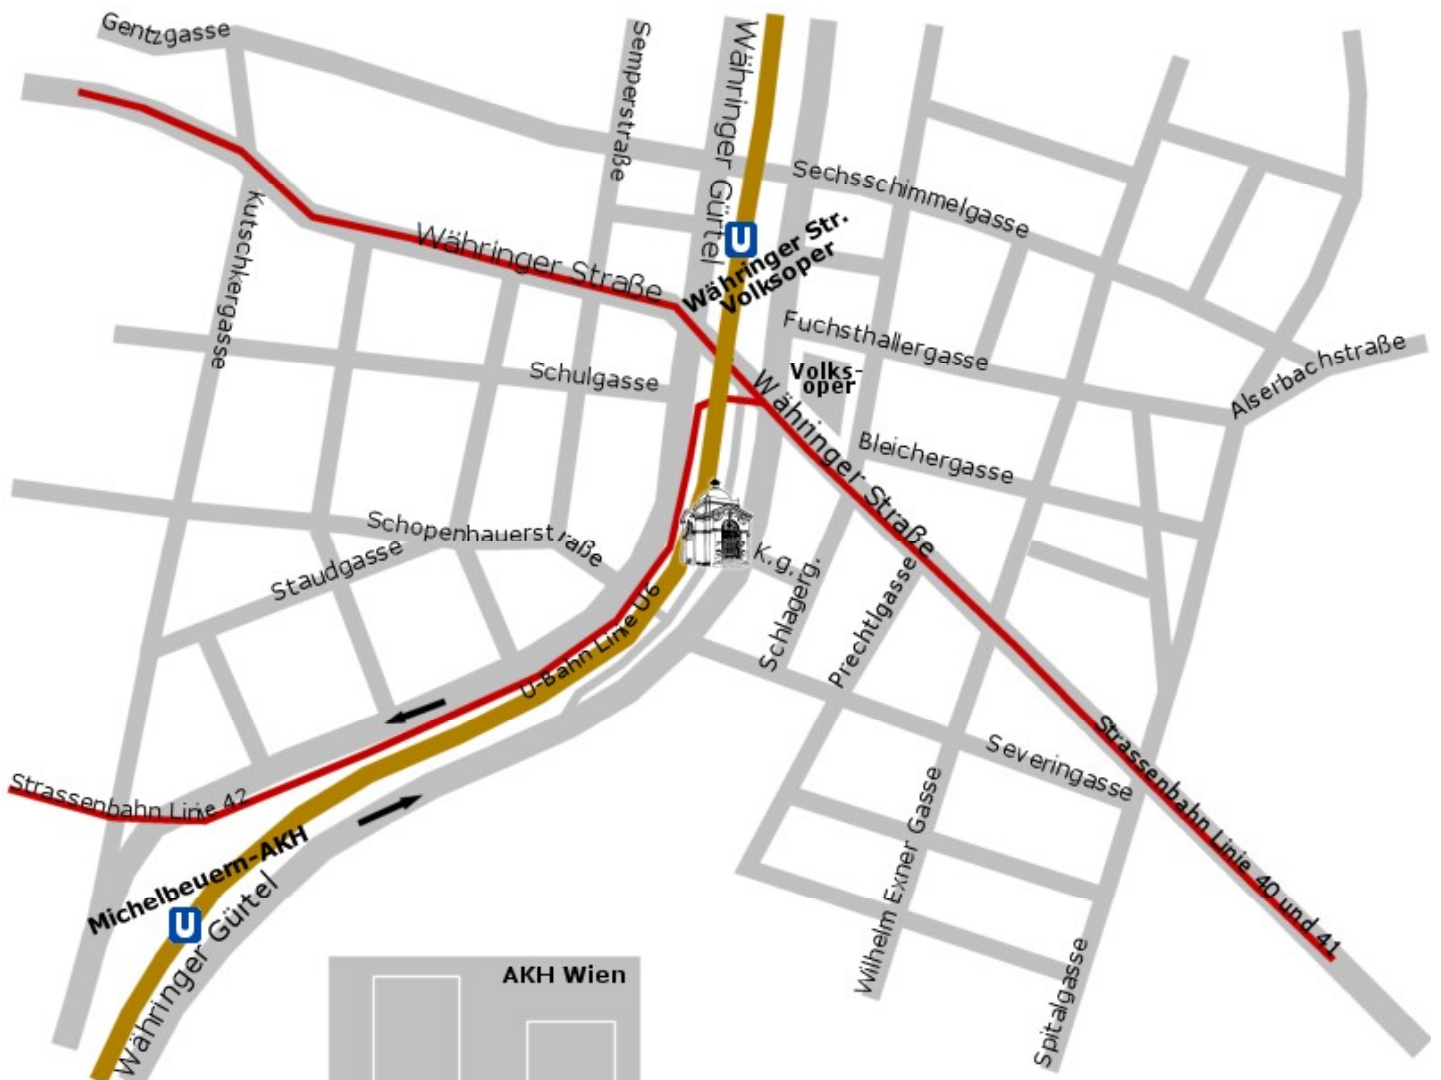 Gentzgasse
Semperstraße
Währinger Gürtel
Sechsschimmelgasse
Kutschkergasse
Währinger Straße
U
Währinger Str.
Volksoper
Fuchsthallergasse
Alserbachstraße
Schulgasse
Volks-
oper
Währinger Straße
Bleichergasse
Schopenhauerstraße
Staudgasse
K.g.
Schlagerg.
Prechtlgasse
U-Bahn Linie U6
Severingasse
Strassenbahn Linie 40 und 41
Strassenbahn Linie 42
Michelbeuern-AKH
U
Währinger Gürtel
Wilhelm Exner Gasse
Spitalgasse
AKH Wien